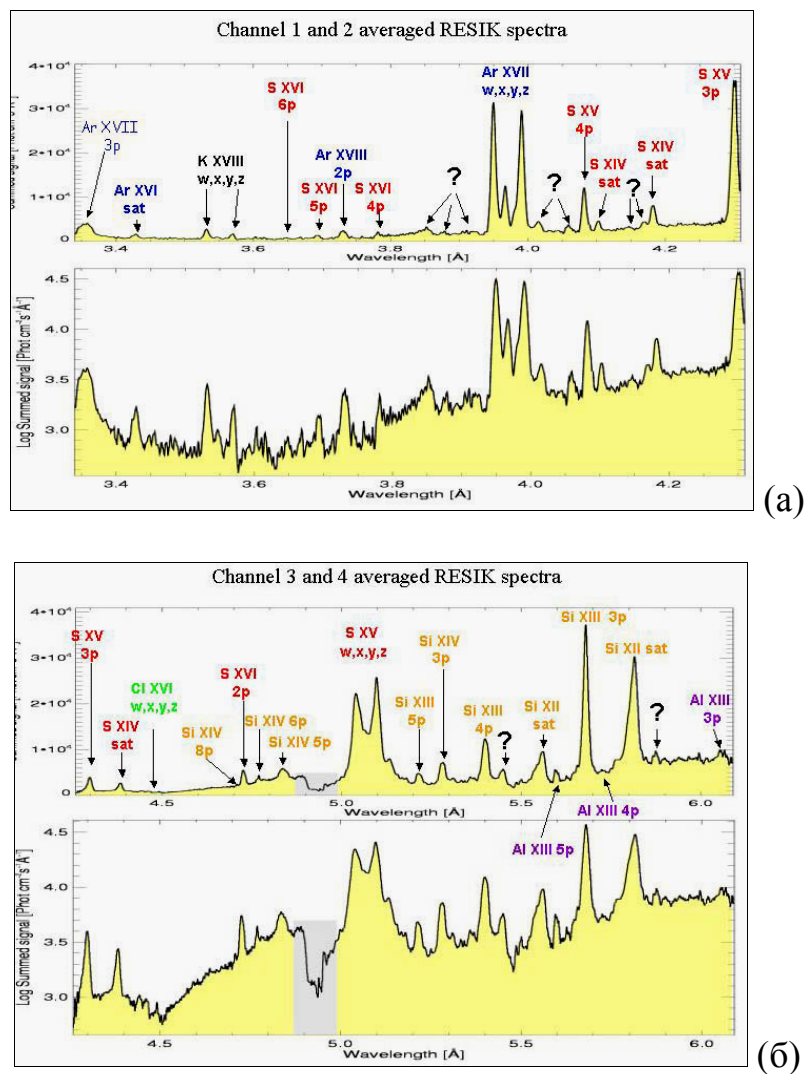 Channel 1 and 2 averaged RESIK spectra
4•10⁴
3•10⁴
2•10⁴
1•10⁴
0
Ar XVII
3p
Ar XVI
sat
K XVIII
w,x,y,z
S XVI
6p
S XVI
5p
Ar XVIII
2p
S XVI
4p
?
Ar XVII
w,x,y,z
?
S XV
4p
S XIV
sat
?
S XIV
sat
S XV
3p
3.4
3.6
3.8
4.0
4.2
Wavelength [Å]
Log Summed signal [Phot cm⁻²s⁻¹Å⁻¹]
4.5
4.0
3.5
3.0
3.4
3.6
3.8
4.0
4.2
Wavelength [Å]
(а)
Channel 3 and 4 averaged RESIK spectra
4•10⁴
3•10⁴
2•10⁴
1•10⁴
0
S XV
3p
S XIV
sat
Cl XVI
w,x,y,z
Si XIV
8p
S XVI
2p
Si XIV 6p
Si XIV 5p
S XV
w,x,y,z
Si XIII
5p
Si XIV
3p
Si XIII
4p
?
Si XII
sat
Si XIII 3p
Si XII sat
?
Al XIII
3p
Al XIII 4p
Al XIII 5p
4.5
5.0
5.5
6.0
Wavelength [Å]
Log Summed signal [Phot cm⁻²s⁻¹Å⁻¹]
4.5
4.0
3.5
3.0
4.5
5.0
5.5
6.0
Wavelength [Å]
(б)